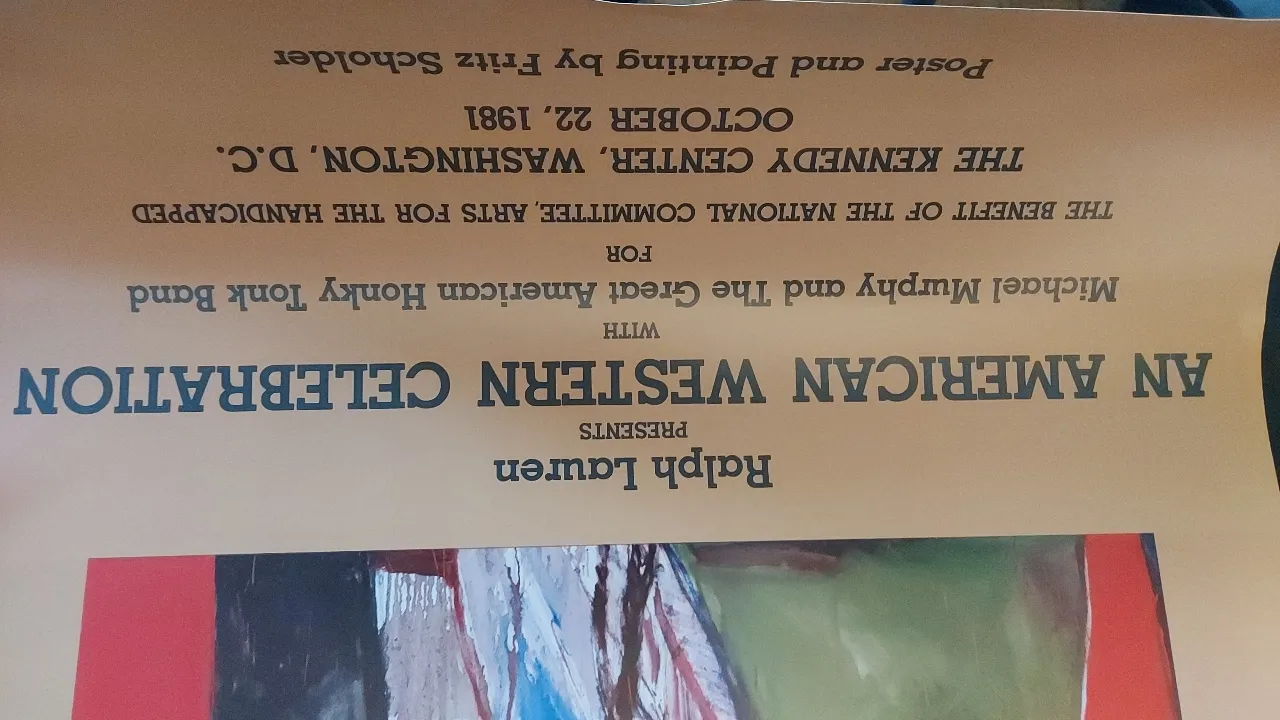 Ralph Lauren
PRESENTS
AN AMERICAN WESTERN CELEBRATION
WITH
Michael Murphy and The Great American Honky Tonk Band
FOR
THE BENEFIT OF THE NATIONAL COMMITTEE, ARTS FOR THE HANDICAPPED
THE KENNEDY CENTER, WASHINGTON, D.C.
OCTOBER 22, 1981
Poster and Painting by Fritz Scholder